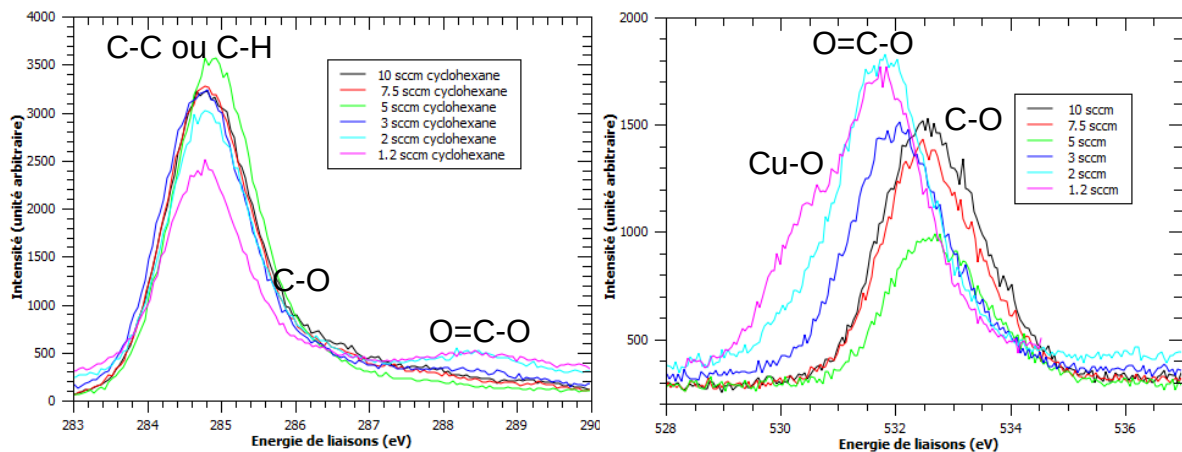 4000
3500
3000
2500
2000
1500
1000
500
0
Intensité (unité arbitraire)
C-C ou C-H
10 sccm cyclohexane
7.5 sccm cyclohexane
5 sccm cyclohexane
3 sccm cyclohexane
2 sccm cyclohexane
1.2 sccm cyclohexane
C-O
O=C-O
283 284 285 286 287 288 289 290
Energie de liaisons (eV)
2000
1500
1000
500
Intensité (unité arbitraire)
O=C-O
C-O
Cu-O
10 sccm
7.5 sccm
5 sccm
3 sccm
2 sccm
1.2 sccm
528 530 532 534 536
Energie de liaisons (eV)